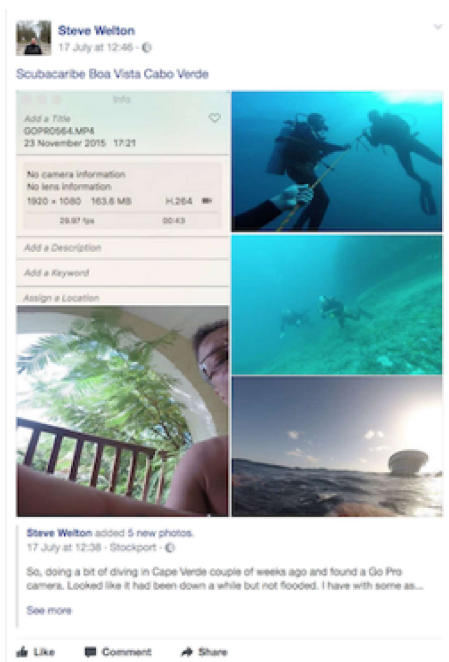 Steve Welton
17 July at 12:46 ·
Scubacaribe Boa Vista Cabo Verde
Info
Add a Title
GOPR0564.MP4
23 November 2015 17:21
No camera information
No lens information
1920 × 1080 163.6 MB H.264
29.97 fps 00:43
Add a Description
Add a Keyword
Assign a Location
Steve Welton added 5 new photos.
17 July at 12:38 · Stockport ·
So, doing a bit of diving in Cape Verde couple of weeks ago and found a Go Pro
camera. Looked like it had been down a while but not flooded. I have with some as...
See more
Like Comment Share